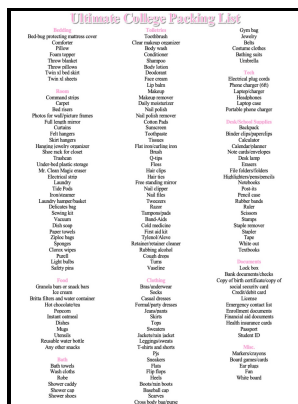 Ultimate College Packing List
Bedding
Bed-bug protecting mattress cover
Comforter
Pillow
Foam topper
Throw blanket
Throw pillows
Twin xl bed skirt
Twin xl sheets
Room
Command strips
Carpet
Bed risers
Photos for wall/picture frames
Full length mirror
Curtains
Felt hangers
Skirt hangers
Hanging jewelry organizer
Shoe rack for closet
Trashcan
Under-bed plastic storage
Mr. Clean Magic eraser
Electrical strip
Laundry
Tide Pods
Iron/steamer
Laundry hamper/basket
Delicates bag
Sewing kit
Vacuum
Dish soap
Paper towels
Ziploc bags
Sponges
Clorox wipes
Purell
Light bulbs
Safety pins
Food
Granola bars or snack bars
Ice cream
Britta filters and water container
Hot chocolate/tea
Popcorn
Instant oatmeal
Dishes
Mugs
Utensils
Reusable water bottle
Any other snacks
Bath
Bath towels
Wash cloths
Robe
Shower caddy
Shower cap
Shower shoes
Toiletries
Toothbrush
Clear makeup organizer
Body wash
Conditioner
Shampoo
Body lotion
Deodorant
Face cream
Lip balm
Makeup
Makeup remover
Daily moisturizer
Nail polish
Nail polish remover
Cotton Pads
Sunscreen
Toothpaste
Tissues
Flat iron/curling iron
Brush
Q-tips
Floss
Hair clips
Hair ties
Free standing mirror
Nail clipper
Nail files
Tweezers
Razor
Tampons/pads
Band-Aids
Cold medicine
First aid kit
Tylenol/Aleve
Retainer/retainer cleaner
Rubbing alcohol
Cough drops
Tums
Vaseline
Clothing
Bras/underwear
Socks
Casual dresses
Formal/party dresses
Jeans/pants
Skirts
Tops
Sweaters
Jackets/rain jacket
Leggings/sweats
T-shirts and shorts
Pjs
Sneakers
Flats
Flip flops
Heels
Boots/rain boots
Baseball cap
Scarves
Cross body bag/purse
Gym bag
Jewelry
Belts
Costume clothes
Bathing suits
Umbrella
Tech
Electrical plug cords
Phone charger (6ft)
Laptop/charger
Headphones
Laptop case
Portable phone charger
Desk/School Supplies
Backpack
Binder clips/paperclips
Calculator
Calendar/planner
Note cards/envelopes
Desk lamp
Erasers
File folders/folders
Highlighters/pens/pencils
Notebooks
Post-its
Pencil case
Rubber bands
Ruler
Scissors
Stamps
Staple remover
Stapler
Tape
White out
Textbooks
Documents
Lock box
Bank documents/checks
Copy of birth certificate/copy of
social security card
Credit/debit card
License
Emergency contact list
Enrollment documents
Financial aid documents
Health insurance cards
Passport
Student ID
Misc.
Markers/crayons
Board games/cards
Ear plugs
Fan
White board